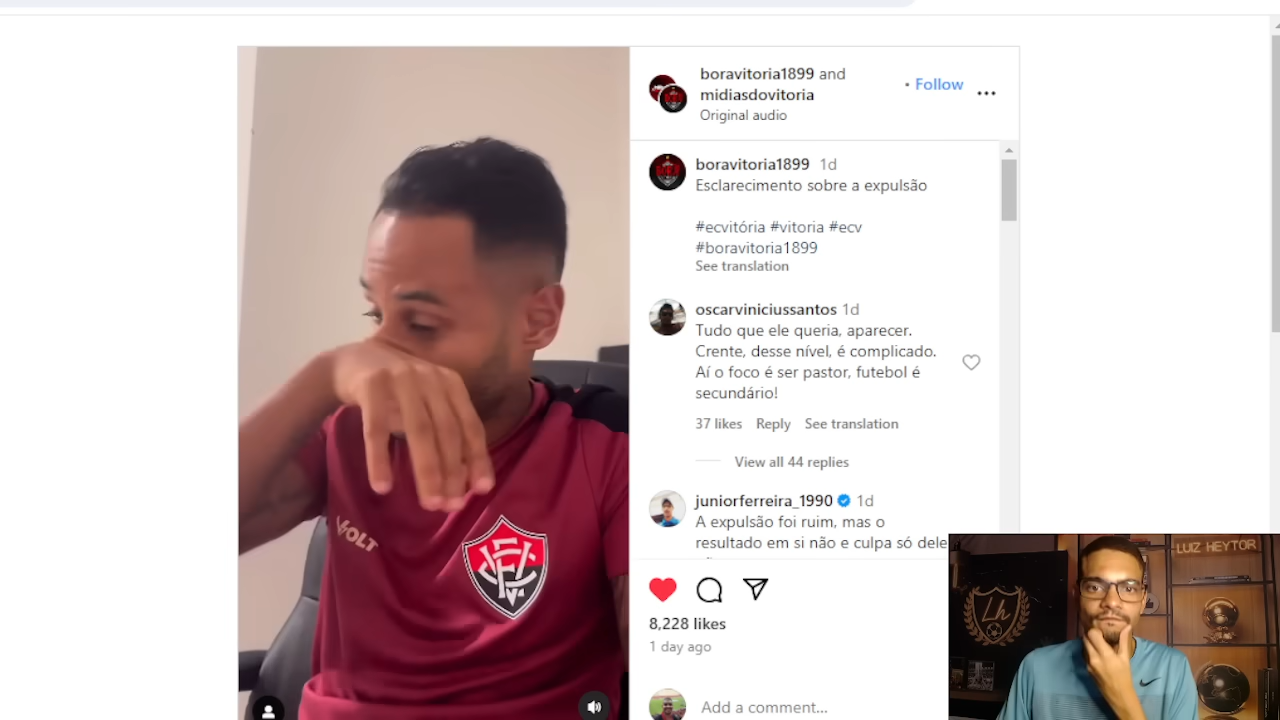 boravitoria1899 and
midiasdovitoria
• Follow
Original audio
boravitoria1899 1d
Esclarecimento sobre a expulsão
#ecvitória #vitoria #ecv
#boravitoria1899
See translation
oscarviniciussantos 1d
Tudo que ele queria, aparecer.
Crente, desse nível, é complicado.
Aí o foco é ser pastor, futebol é
secundário!
37 likes Reply See translation
View all 44 replies
juniorferreira_1990 1d
A expulsão foi ruim, mas o
resultado em si não e culpa só dele
8,228 likes
1 day ago
Add a comment...
VOLT
LUIZ HEYTOR
Lh